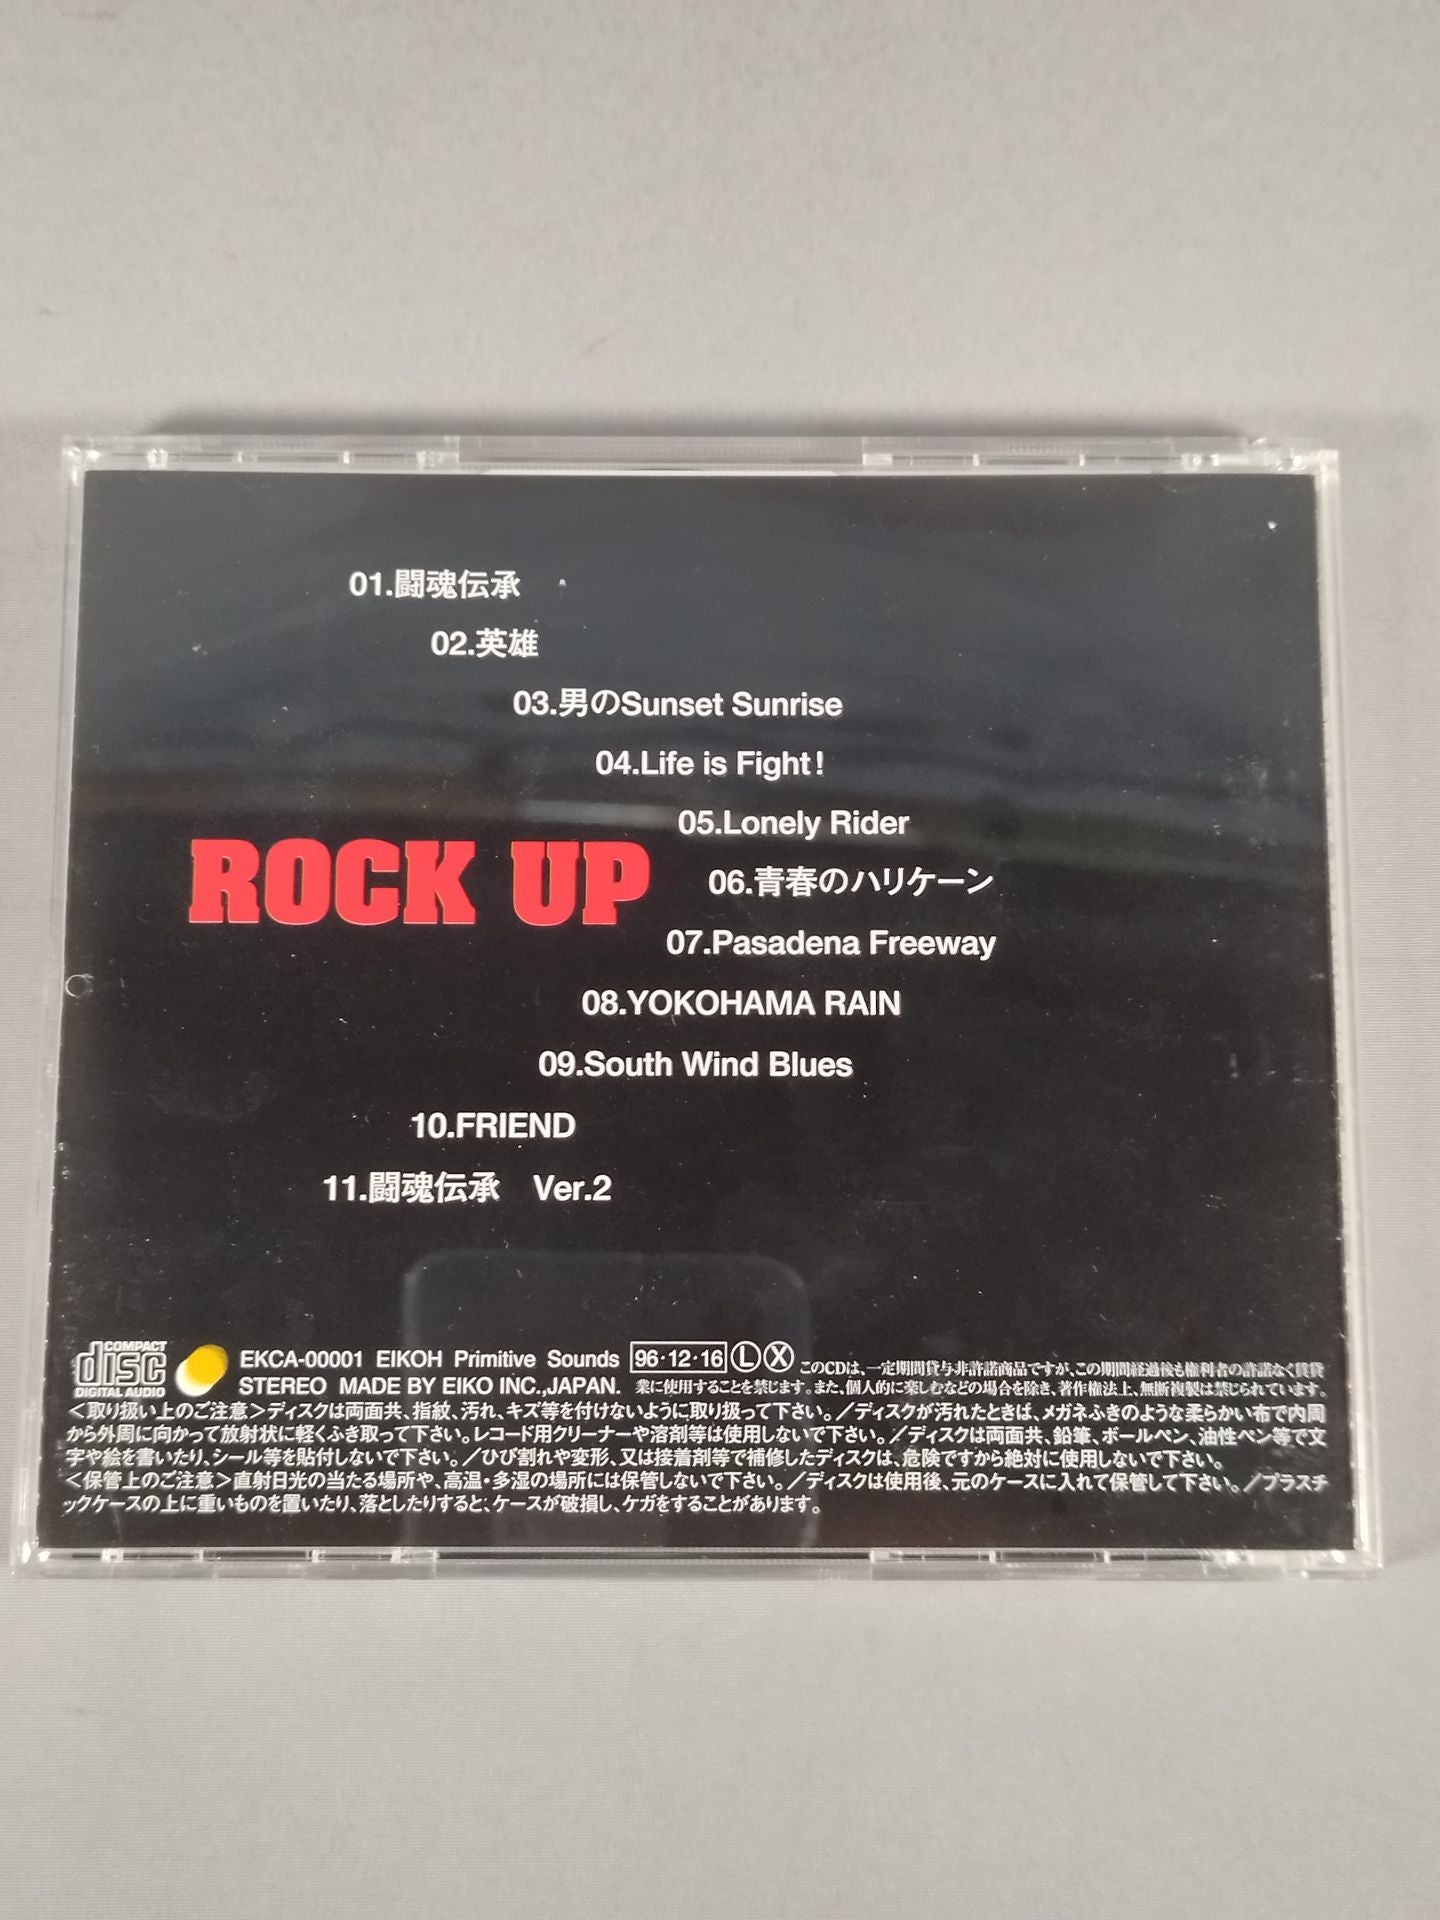 01.闘魂伝承
02.英雄
03.男のSunset Sunrise
04.Life is Fight!
05.Lonely Rider
ROCK UP
06.青春のハリケーン
07.Pasadena Freeway
08.YOKOHAMA RAIN
09.South Wind Blues
10.FRIEND
11.闘魂伝承　Ver.2
COMPACT
disc
DIGITAL AUDIO
EKCA-00001 EIKOH Primitive Sounds 96·12·16 Ⓛ Ⓧ このCDは、一定期間貸与非許諾商品ですが、この期間経過後も権利者の許諾なく賃貸
STEREO MADE BY EIKO INC.,JAPAN. 業に使用することを禁じます。また、個人的に楽しむなどの場合を除き、著作権法上、無断複製は禁じられています。
＜取り扱い上のご注意＞ディスクは両面共、指紋、汚れ、キズ等を付けないように取り扱って下さい。／ディスクが汚れたときは、メガネふきのような柔らかい布で内周
から外周に向かって放射状に軽くふき取って下さい。レコード用クリーナーや溶剤等は使用しないで下さい。／ディスクは両面共、鉛筆、ボールペン、油性ペン等で文
字や絵を書いたり、シール等を貼付しないで下さい。／ひび割れや変形、又は接着剤等で補修したディスクは、危険ですから絶対に使用しないで下さい。
＜保管上のご注意＞直射日光の当たる場所や、高温・多湿の場所には保管しないで下さい。／ディスクは使用後、元のケースに入れて保管して下さい。／プラスチ
ックケースの上に重いものを置いたり、落としたりすると、ケースが破損し、ケガをすることがあります。